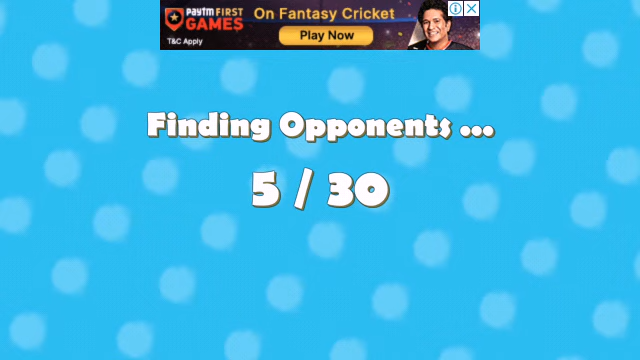 paytm FIRST
GAMES
T&C Apply
On Fantasy Cricket
Play Now
Finding Opponents ...
5 / 30